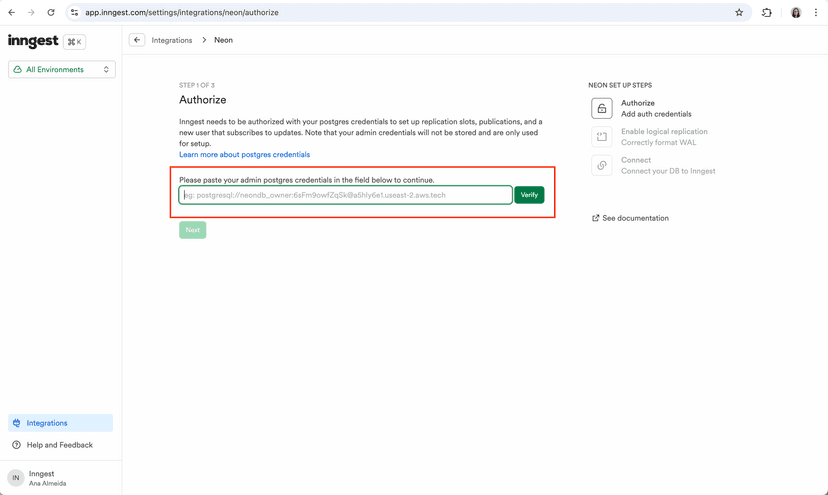 app.inngest.com/settings/integrations/neon/authorize
inngest
⌘ K
Integrations > Neon
All Environments
STEP 1 OF 3
Authorize
Inngest needs to be authorized with your postgres credentials to set up replication slots, publications, and a
new user that subscribes to updates. Note that your admin credentials will not be stored and are only used
for setup.
Learn more about postgres credentials
Please paste your admin postgres credentials in the field below to continue.
eg: postgresql://neondb_owner:6sFm9owfZqSk@a5hly6e1.useast-2.aws.tech
Verify
Next
NEON SET UP STEPS
Authorize
Add auth credentials
Enable logical replication
Correctly format WAL
Connect
Connect your DB to Inngest
See documentation
Integrations
Help and Feedback
IN
Inngest
Ana Almeida